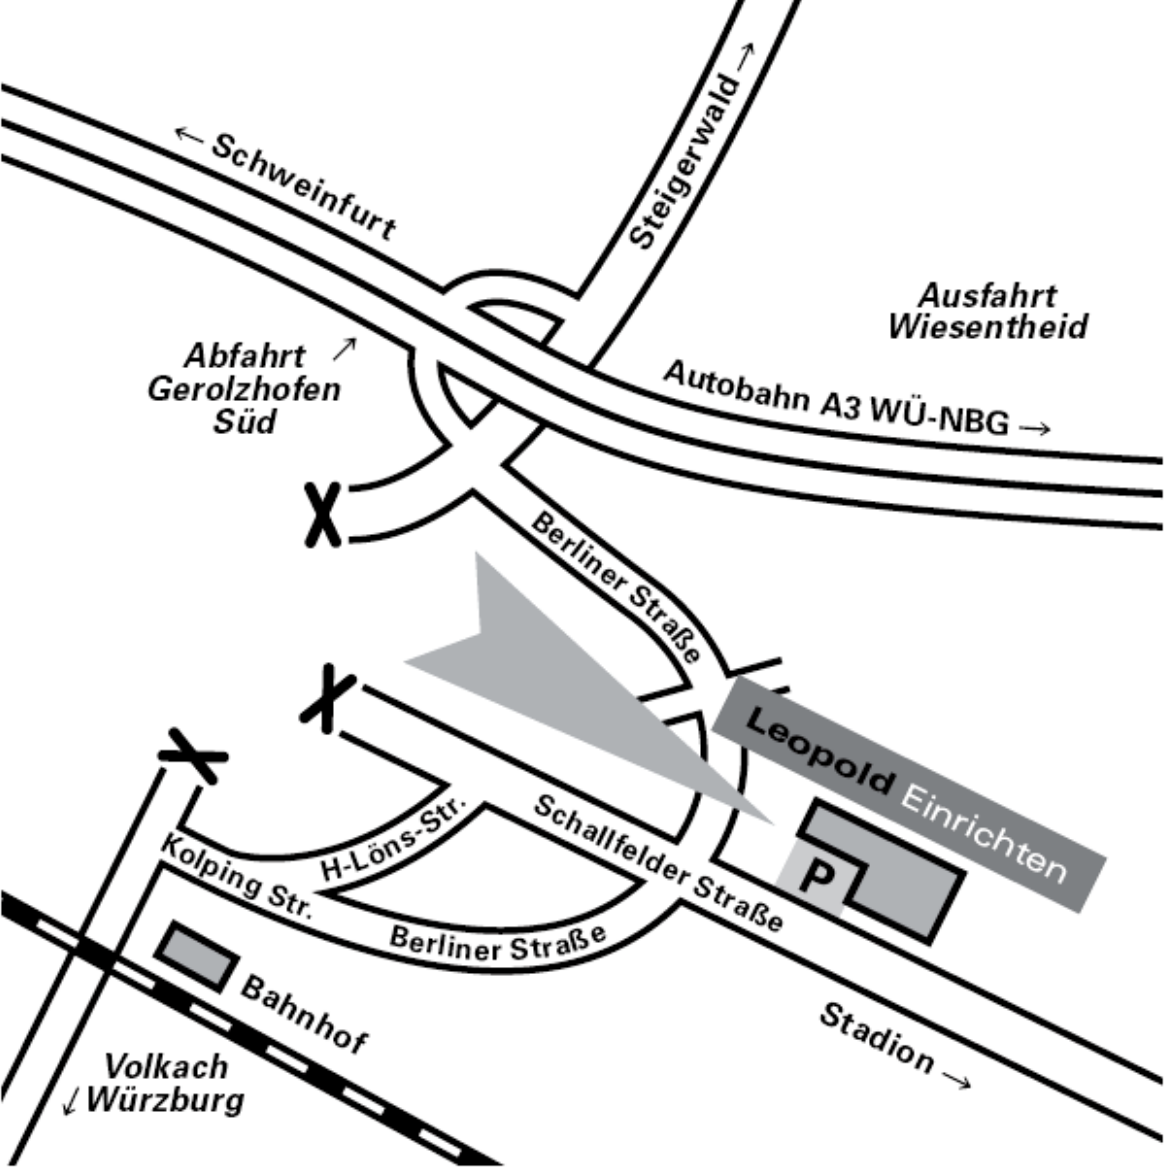 Steigerwald →
← Schweinfurt
Ausfahrt
Wiesentheid
Abfahrt ↗
Gerolzhofen
Süd
Autobahn A3 WÜ-NBG →
X
Berliner Straße
X
Leopold Einrichten
X
H-Löns-Str.
Schallfelder Straße
Kolping Str.
P
Berliner Straße
Bahnhof
Stadion →
Volkach
↙ Würzburg